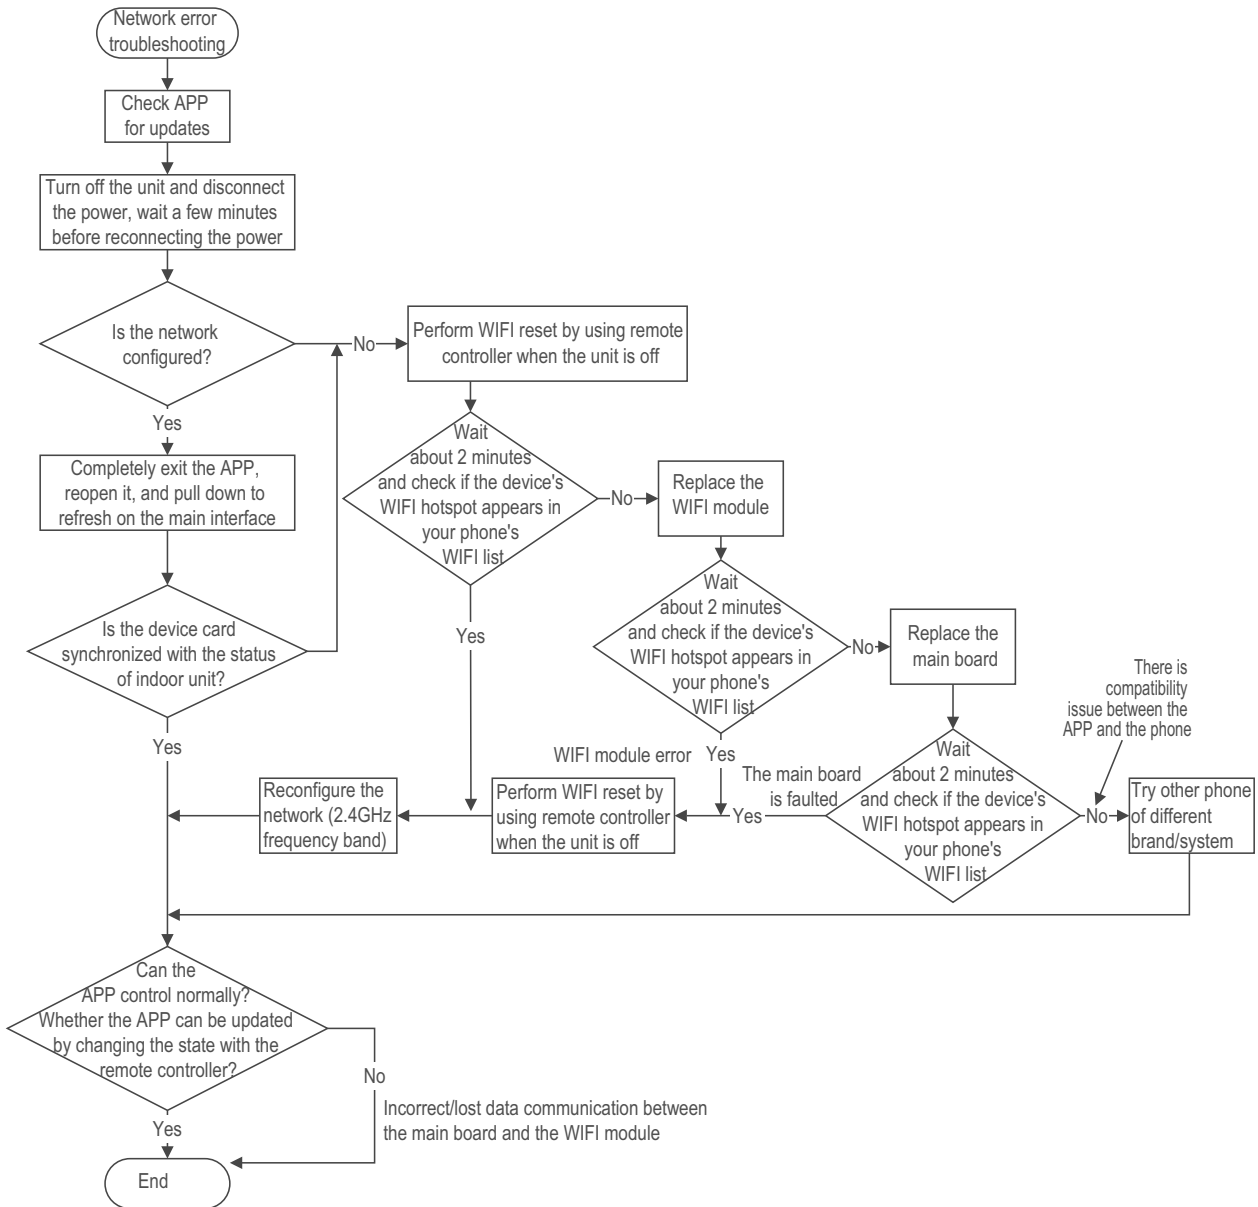 Network error
troubleshooting
Check APP
for updates
Turn off the unit and disconnect
the power, wait a few minutes
before reconnecting the power
Is the network
configured?
No
Perform WIFI reset by using remote
controller when the unit is off
Yes
Completely exit the APP,
reopen it, and pull down to
refresh on the main interface
Wait
about 2 minutes
and check if the device's
WIFI hotspot appears in
your phone's
WIFI list
No
Replace the
WIFI module
Is the device card
synchronized with the status
of indoor unit?
Yes
Yes
Wait
about 2 minutes
and check if the device's
WIFI hotspot appears in
your phone's
WIFI list
No
Replace the
main board
There is
compatibility
issue between the
APP and the phone
WIFI module error
Yes
The main board
is faulted
Reconfigure the
network (2.4GHz
frequency band)
Perform WIFI reset by
using remote controller
when the unit is off
Yes
Wait
about 2 minutes
and check if the device's
WIFI hotspot appears in
your phone's
WIFI list
No
Try other phone
of different
brand/system
Can the
APP control normally?
Whether the APP can be updated
by changing the state with the
remote controller?
No
Incorrect/lost data communication between
the main board and the WIFI module
Yes
End